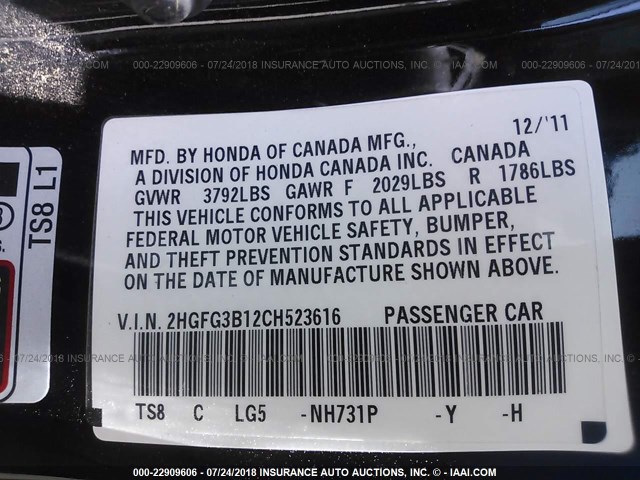 000-22909606 - 07/24/2018 INSURANCE AUTO AUCTIONS, INC. © - IAAI.COM
12/'11
MFD. BY HONDA OF CANADA MFG.,
A DIVISION OF HONDA CANADA INC. CANADA
GVWR 3792LBS GAWR F 2029LBS R 1786LBS
THIS VEHICLE CONFORMS TO ALL APPLICABLE
FEDERAL MOTOR VEHICLE SAFETY, BUMPER,
AND THEFT PREVENTION STANDARDS IN EFFECT
ON THE DATE OF MANUFACTURE SHOWN ABOVE.
V.I.N. 2HGFG3B12CH523616 PASSENGER CAR
TS8 C LG5 -NH731P -Y -H
TS8 L1
000-22909606 - 07/24/2018 INSURANCE AUTO AUCTIONS, INC. © - IAAI.COM